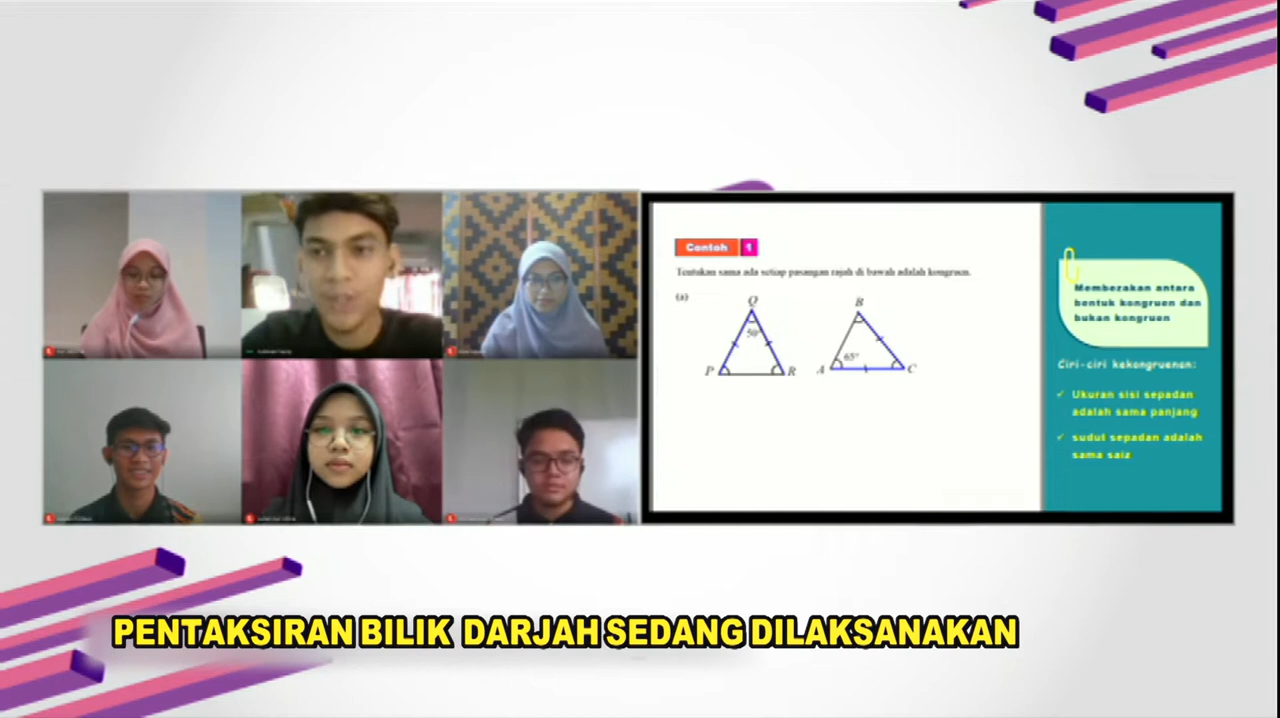 Contoh 1
Tentukan sama ada setiap pasangan rajah di bawah adalah kongruen.
(a)
Q
50°
P
R
B
65°
A
C
Membezakan antara
bentuk kongruen dan
bukan kongruen
Ciri-ciri kekongruenan:
✓ Ukuran sisi sepadan
adalah sama panjang
✓ sudut sepadan adalah
sama saiz
PENTAKSIRAN BILIK DARJAH SEDANG DILAKSANAKAN